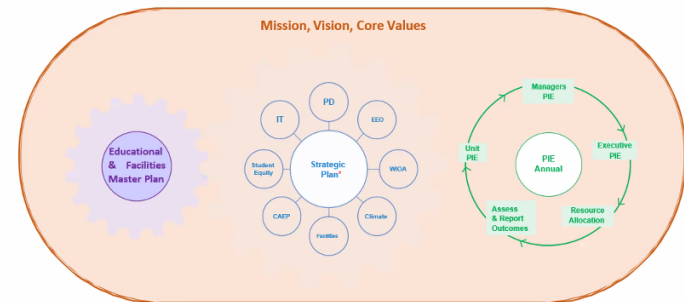 Mission, Vision, Core Values
Educational
& Facilities
Master Plan
PD
IT
EEO
Student
Equity
Strategic
Plan*
WIOA
CAEP
Climate
Facilities
Managers
PIE
Unit
PIE
Executive
PIE
PIE
Annual
Assess
& Report
Outcomes
Resource
Allocation